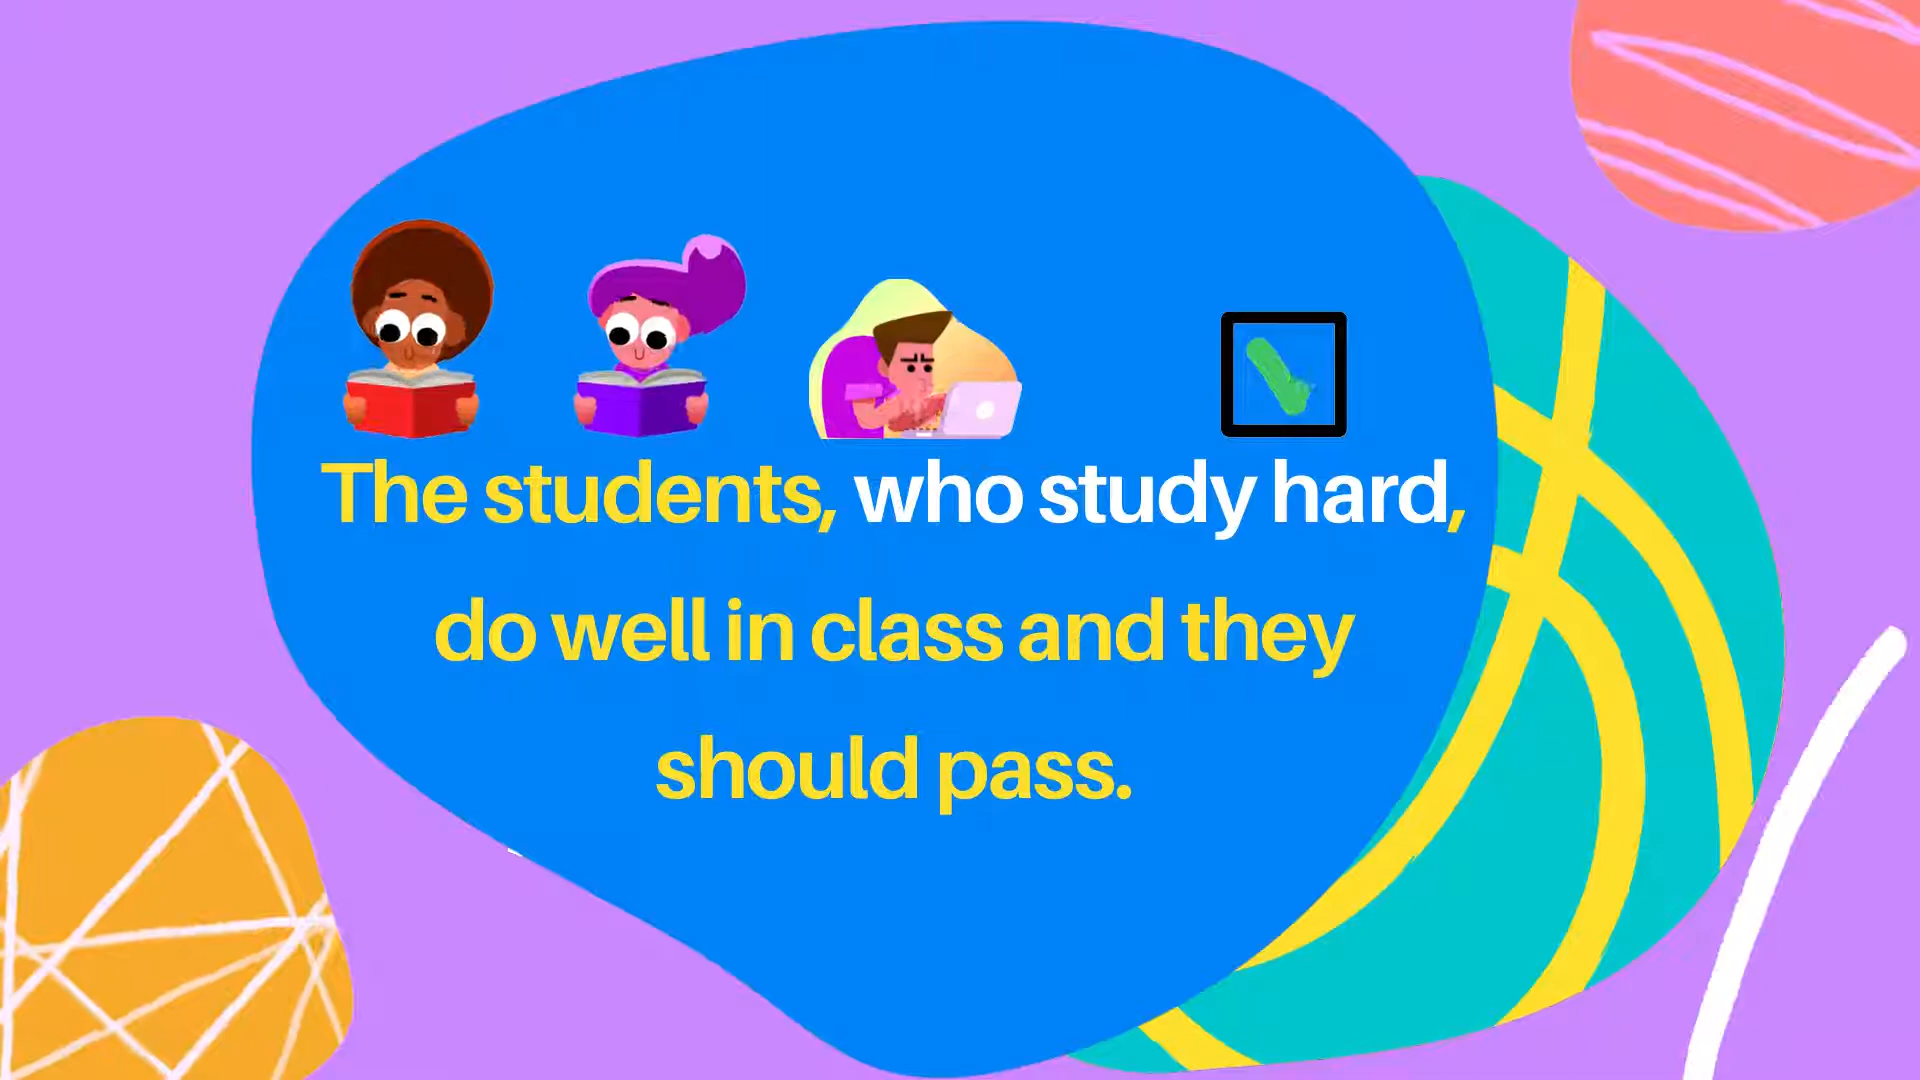 The students, who study hard,
do well in class and they
should pass.